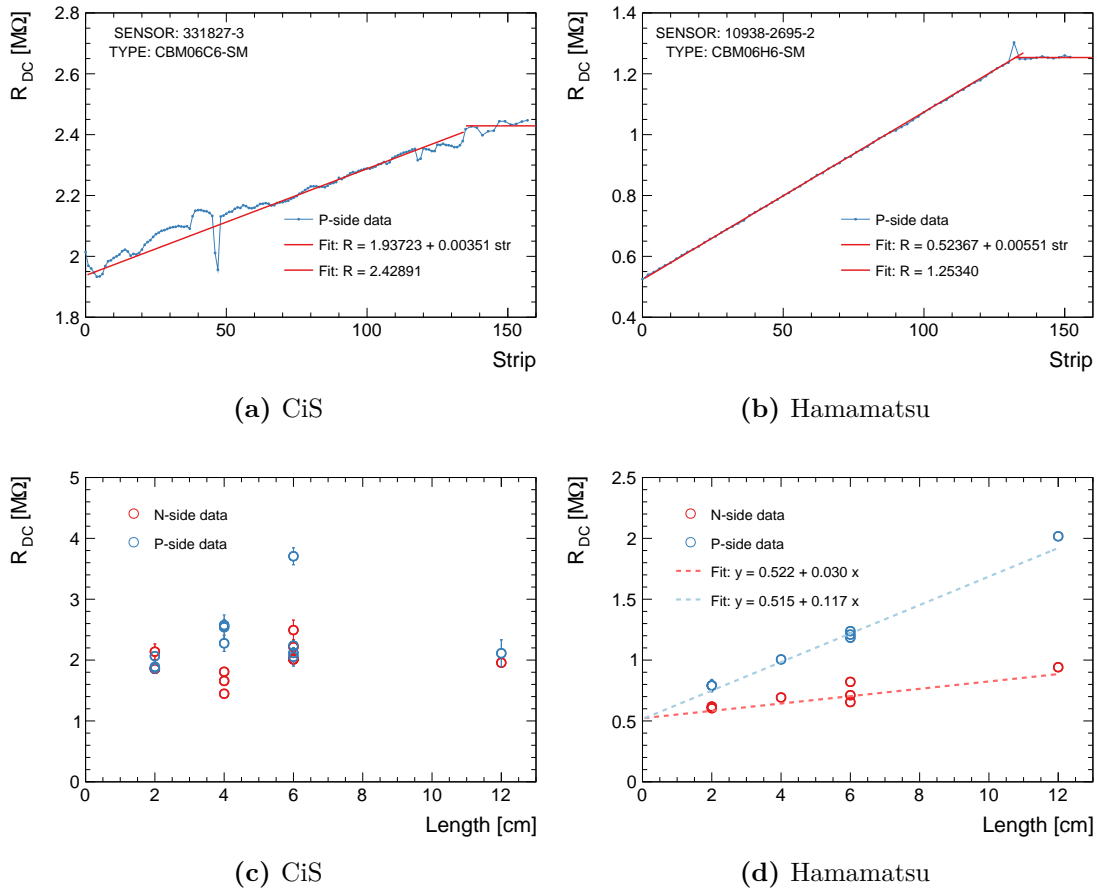 SENSOR: 331827-3
TYPE: CBM06C6-SM
R_DC [MΩ]
2.8
2.6
2.4
2.2
2
1.8
P-side data
Fit: R = 1.93723 + 0.00351 str
Fit: R = 2.42891
0 50 100 150
Strip
(a) CiS
SENSOR: 10938-2695-2
TYPE: CBM06H6-SM
R_DC [MΩ]
1.4
1.2
1
0.8
0.6
0.4
P-side data
Fit: R = 0.52367 + 0.00551 str
Fit: R = 1.25340
0 50 100 150
Strip
(b) Hamamatsu
R_DC [MΩ]
5
4
3
2
1
0
N-side data
P-side data
0 2 4 6 8 10 12
Length [cm]
(c) CiS
R_DC [MΩ]
2.5
2
1.5
1
0.5
0
N-side data
P-side data
Fit: y = 0.522 + 0.030 x
Fit: y = 0.515 + 0.117 x
0 2 4 6 8 10 12
Length [cm]
(d) Hamamatsu